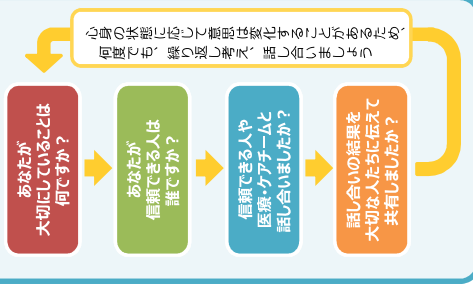 心身の状態に応じて意思は変化することがあるため、
何度でも、繰り返し考え、話し合いましょう
あなたが
大切にしていることは
何ですか？
あなたが
信頼できる人は
誰ですか？
信頼できる人や
医療・ケアチームと
話し合いましたか？
話し合いの結果を
大切な人たちに伝えて
共有しましたか？